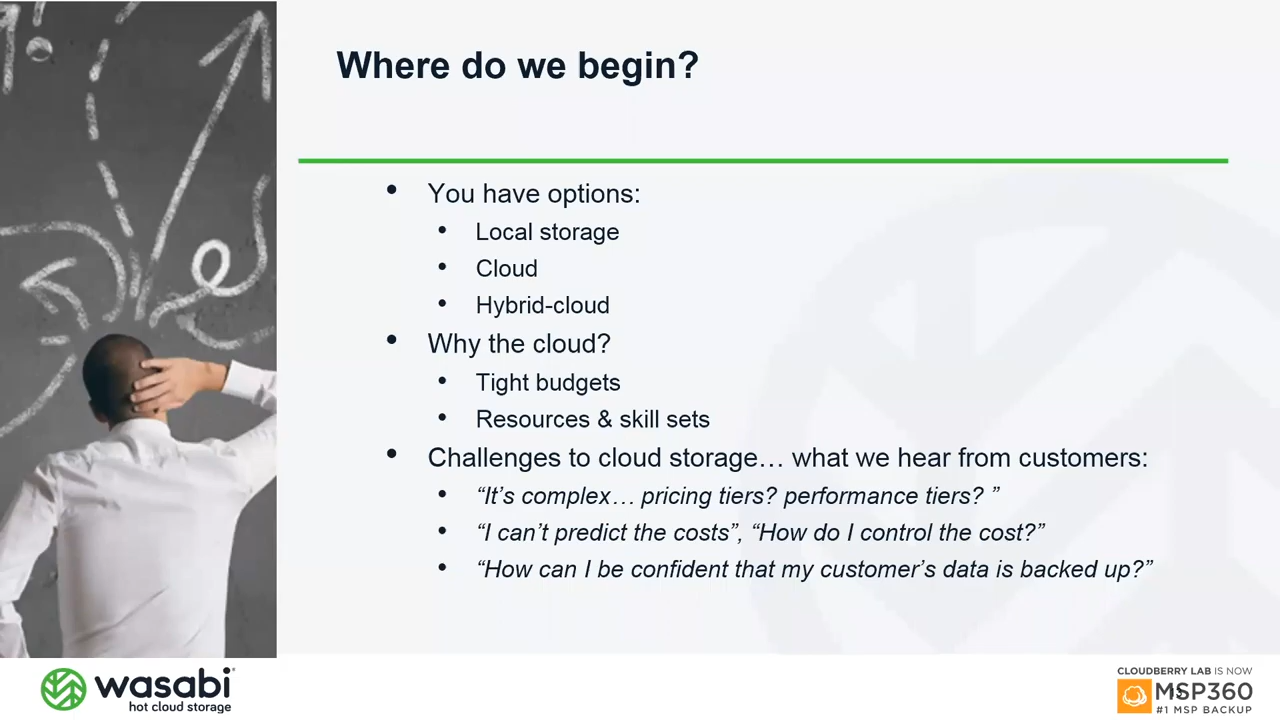 Where do we begin?
• You have options:
• Local storage
• Cloud
• Hybrid-cloud
• Why the cloud?
• Tight budgets
• Resources & skill sets
• Challenges to cloud storage… what we hear from customers:
• “It’s complex… pricing tiers? performance tiers? ”
• “I can’t predict the costs”, “How do I control the cost?”
• “How can I be confident that my customer’s data is backed up?”
wasabi
hot cloud storage
CLOUDBERRY LAB IS NOW
MSP360
#1 MSP BACKUP